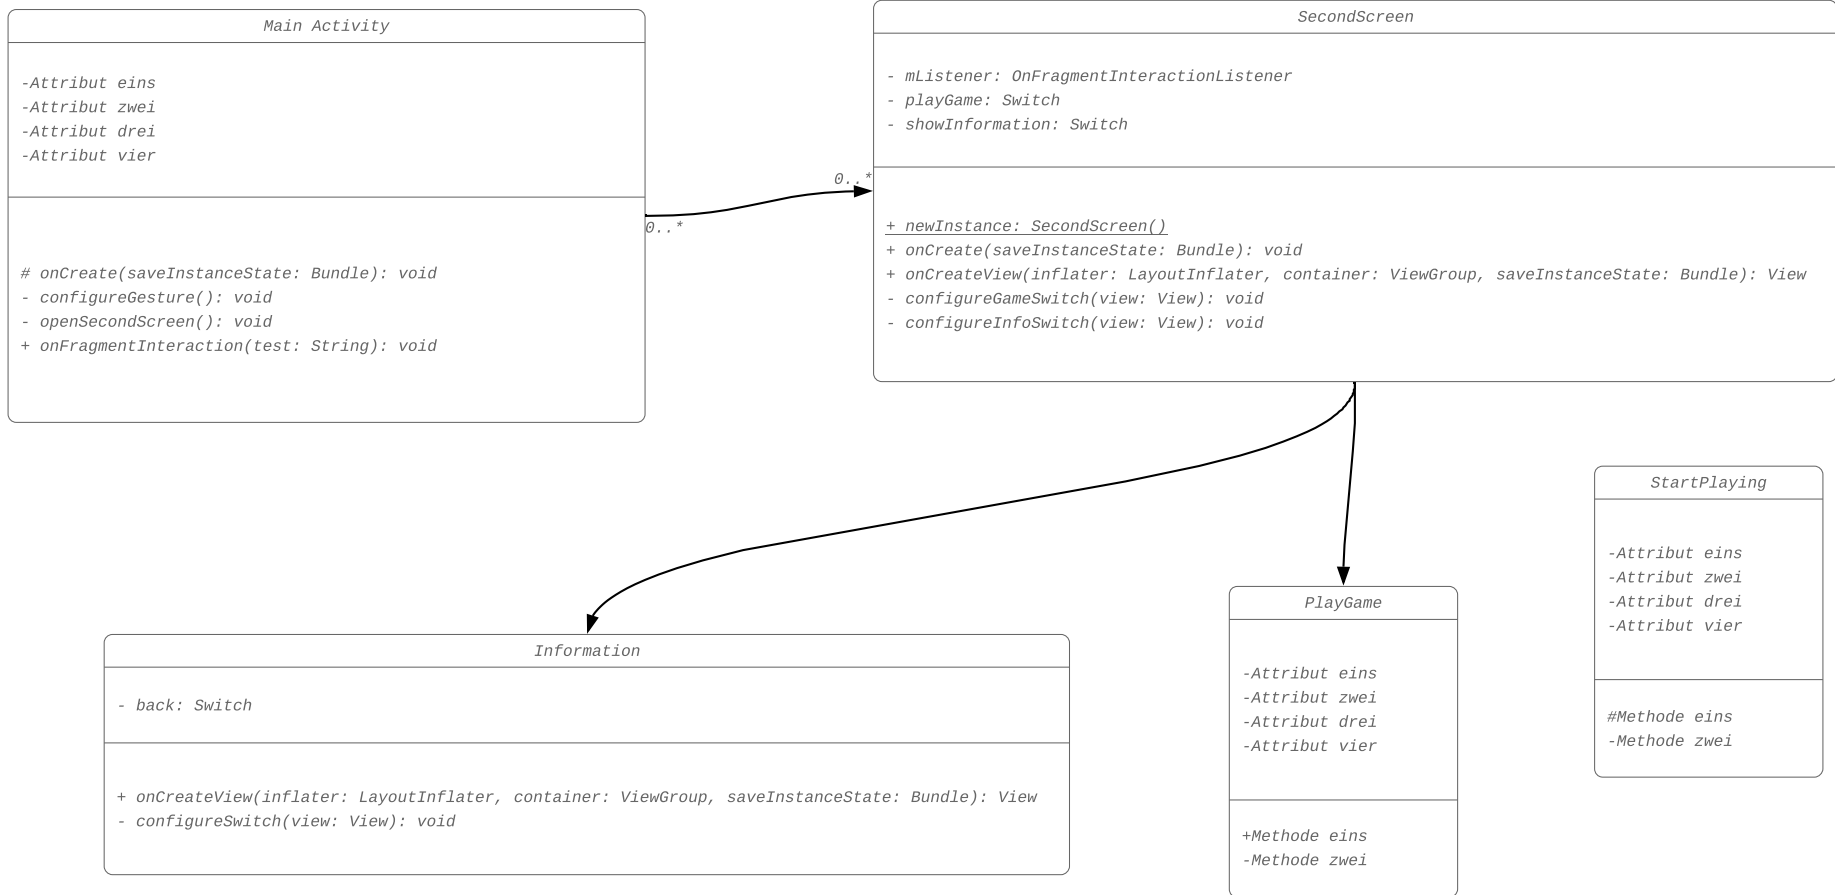 Main Activity
-Attribut eins
-Attribut zwei
-Attribut drei
-Attribut vier
# onCreate(saveInstanceState: Bundle): void
- configureGesture(): void
- openSecondScreen(): void
+ onFragmentInteraction(test: String): void
0..*
0..*
SecondScreen
- mListener: OnFragmentInteractionListener
- playGame: Switch
- showInformation: Switch
+ newInstance: SecondScreen()
+ onCreate(saveInstanceState: Bundle): void
+ onCreateView(inflater: LayoutInflater, container: ViewGroup, saveInstanceState: Bundle): View
- configureGameSwitch(view: View): void
- configureInfoSwitch(view: View): void
Information
- back: Switch
+ onCreateView(inflater: LayoutInflater, container: ViewGroup, saveInstanceState: Bundle): View
- configureSwitch(view: View): void
PlayGame
-Attribut eins
-Attribut zwei
-Attribut drei
-Attribut vier
+Methode eins
-Methode zwei
StartPlaying
-Attribut eins
-Attribut zwei
-Attribut drei
-Attribut vier
#Methode eins
-Methode zwei